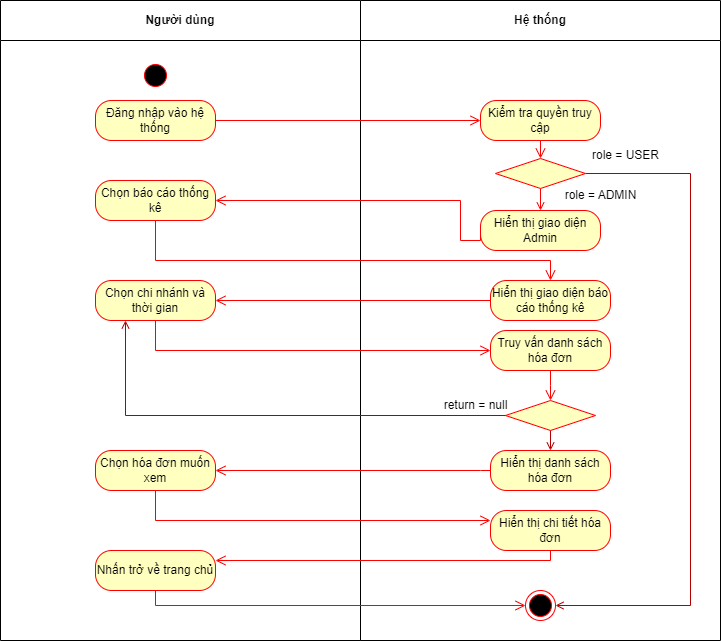 Người dùng
Hệ thống
Đăng nhập vào hệ
thống
Kiểm tra quyền truy
cập
role = USER
role = ADMIN
Chọn báo cáo thống
kê
Hiển thị giao diện
Admin
Chọn chi nhánh và
thời gian
Hiển thị giao diện báo
cáo thống kê
Truy vấn danh sách
hóa đơn
return = null
Chọn hóa đơn muốn
xem
Hiển thị danh sách
hóa đơn
Hiển thị chi tiết hóa
đơn
Nhấn trở về trang chủ